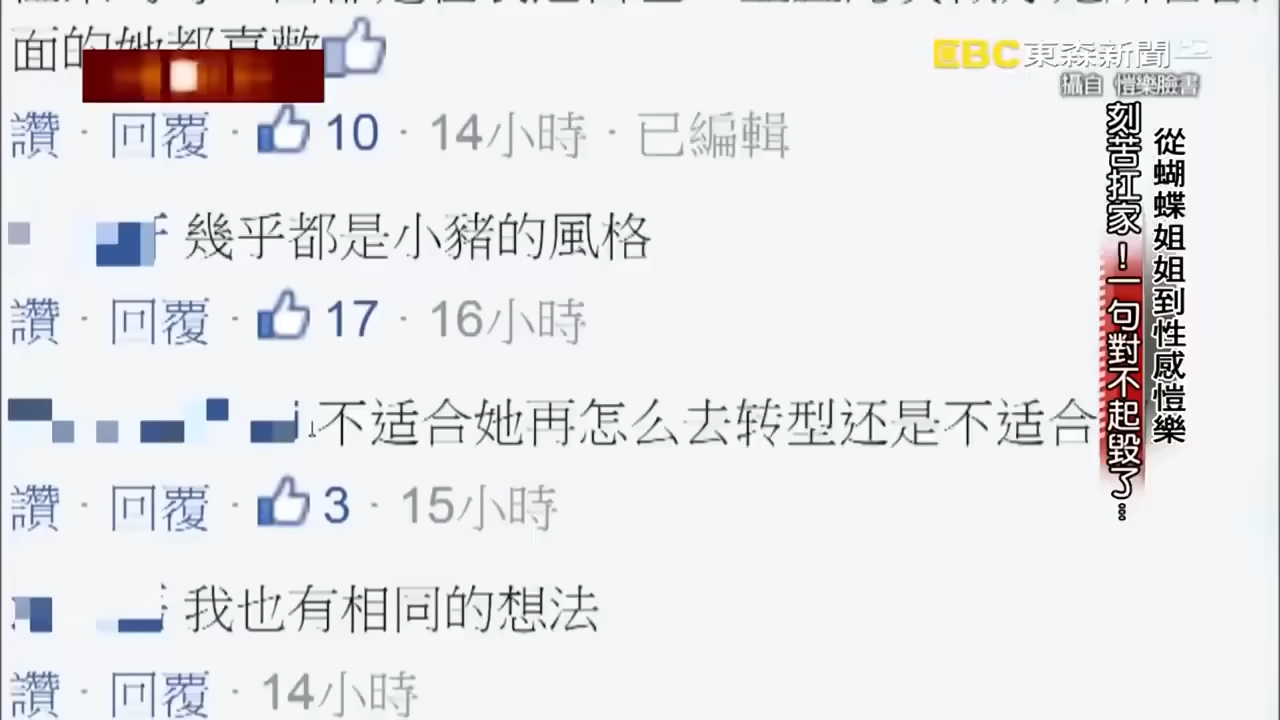 面的她都喜歡
讚 · 回覆 · 10 · 14小時 · 已編輯
幾乎都是小豬的風格
讚 · 回覆 · 17 · 16小時
不适合她再怎么去转型还是不适合
讚 · 回覆 · 3 · 15小時
我也有相同的想法
讚 · 回覆 · 14小時
EBC 東森新聞
攝自 愷樂臉書
從蝴蝶姐姐到性感愷樂
刻苦扛家!一句對不起毀了…